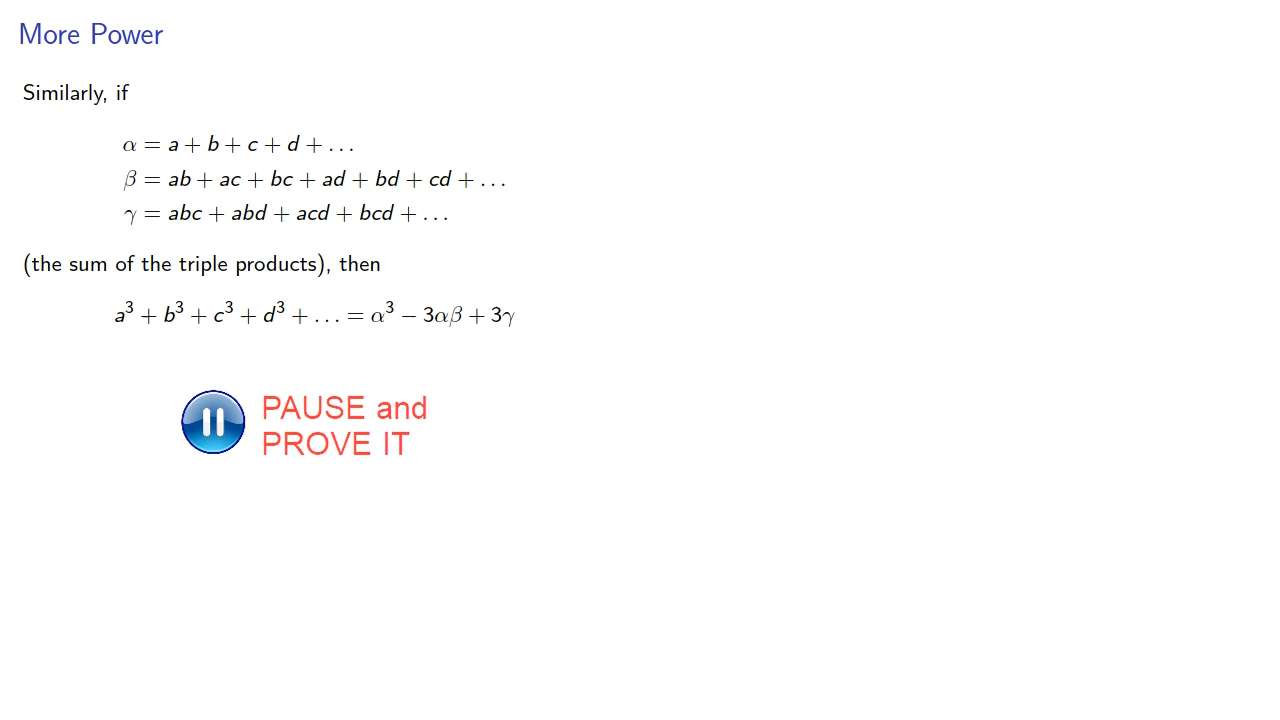 More Power
Similarly, if
α = a + b + c + d + . . .
β = ab + ac + bc + ad + bd + cd + . . .
γ = abc + abd + acd + bcd + . . .
(the sum of the triple products), then
a³ + b³ + c³ + d³ + . . . = α³ − 3αβ + 3γ
PAUSE and
PROVE IT